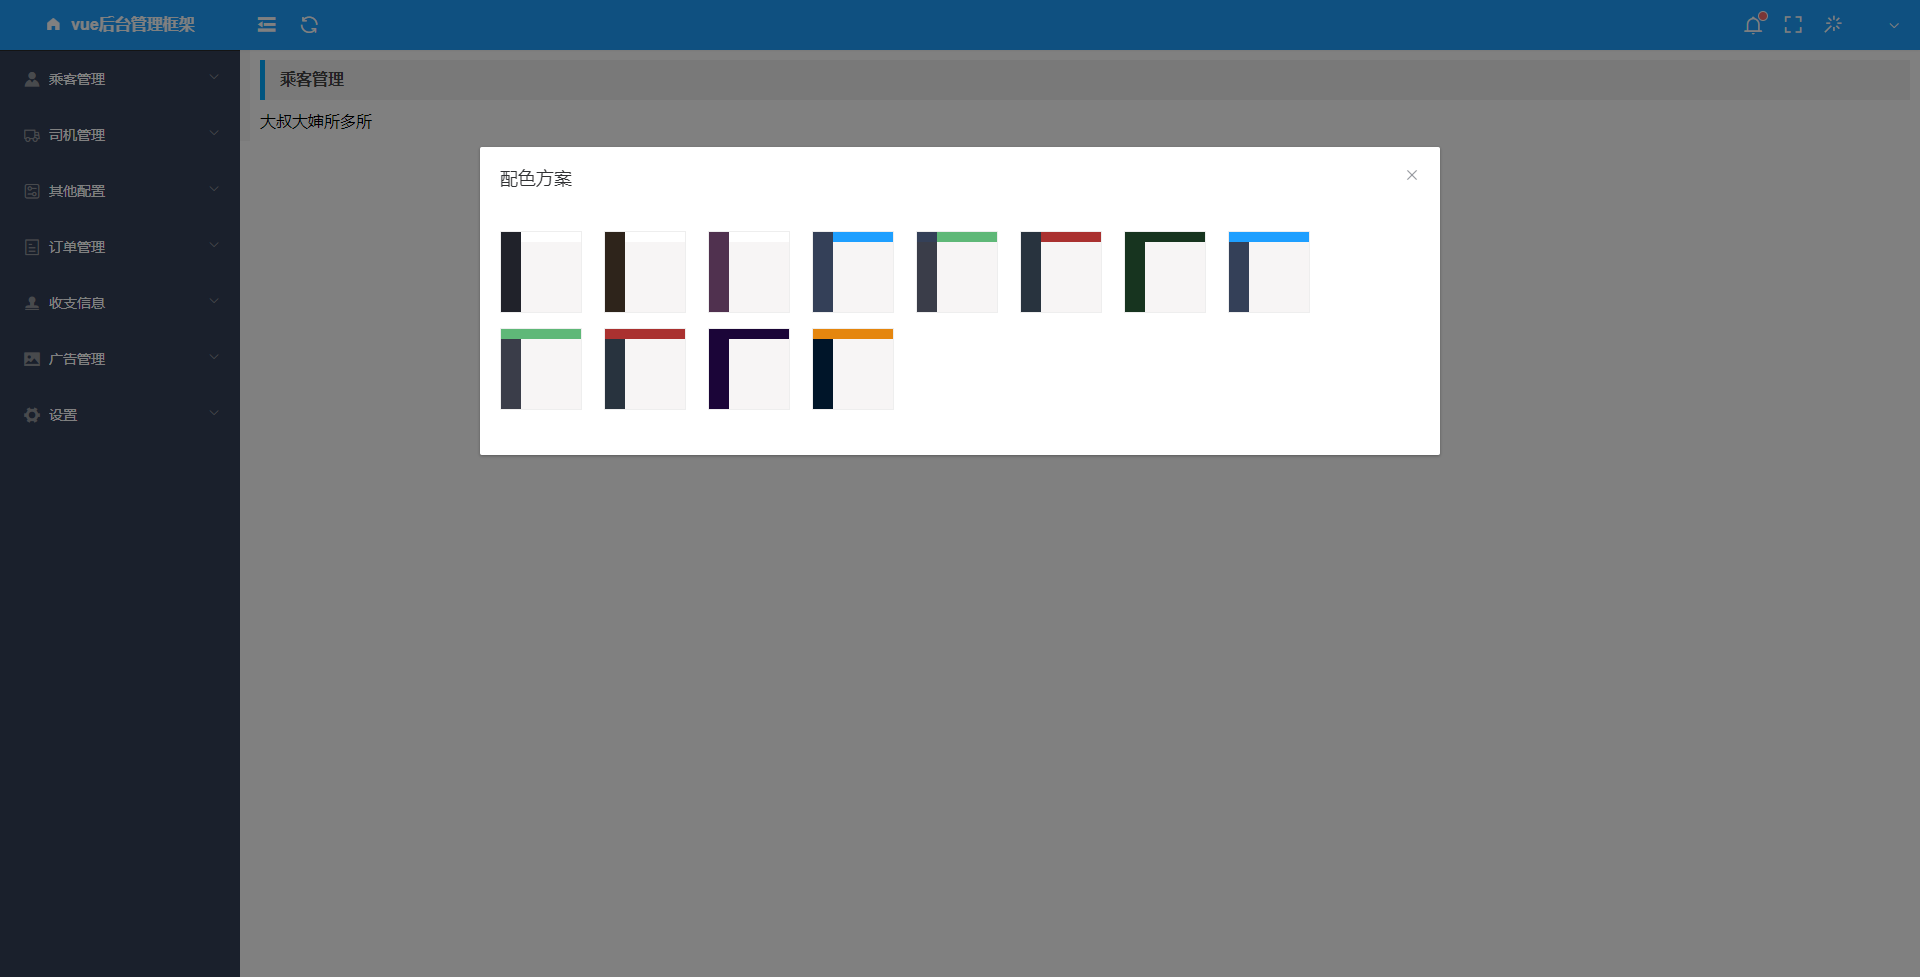 vue后台管理框架
乘客管理
司机管理
其他配置
订单管理
收支信息
广告管理
设置
乘客管理
大叔大婶所多所
配色方案